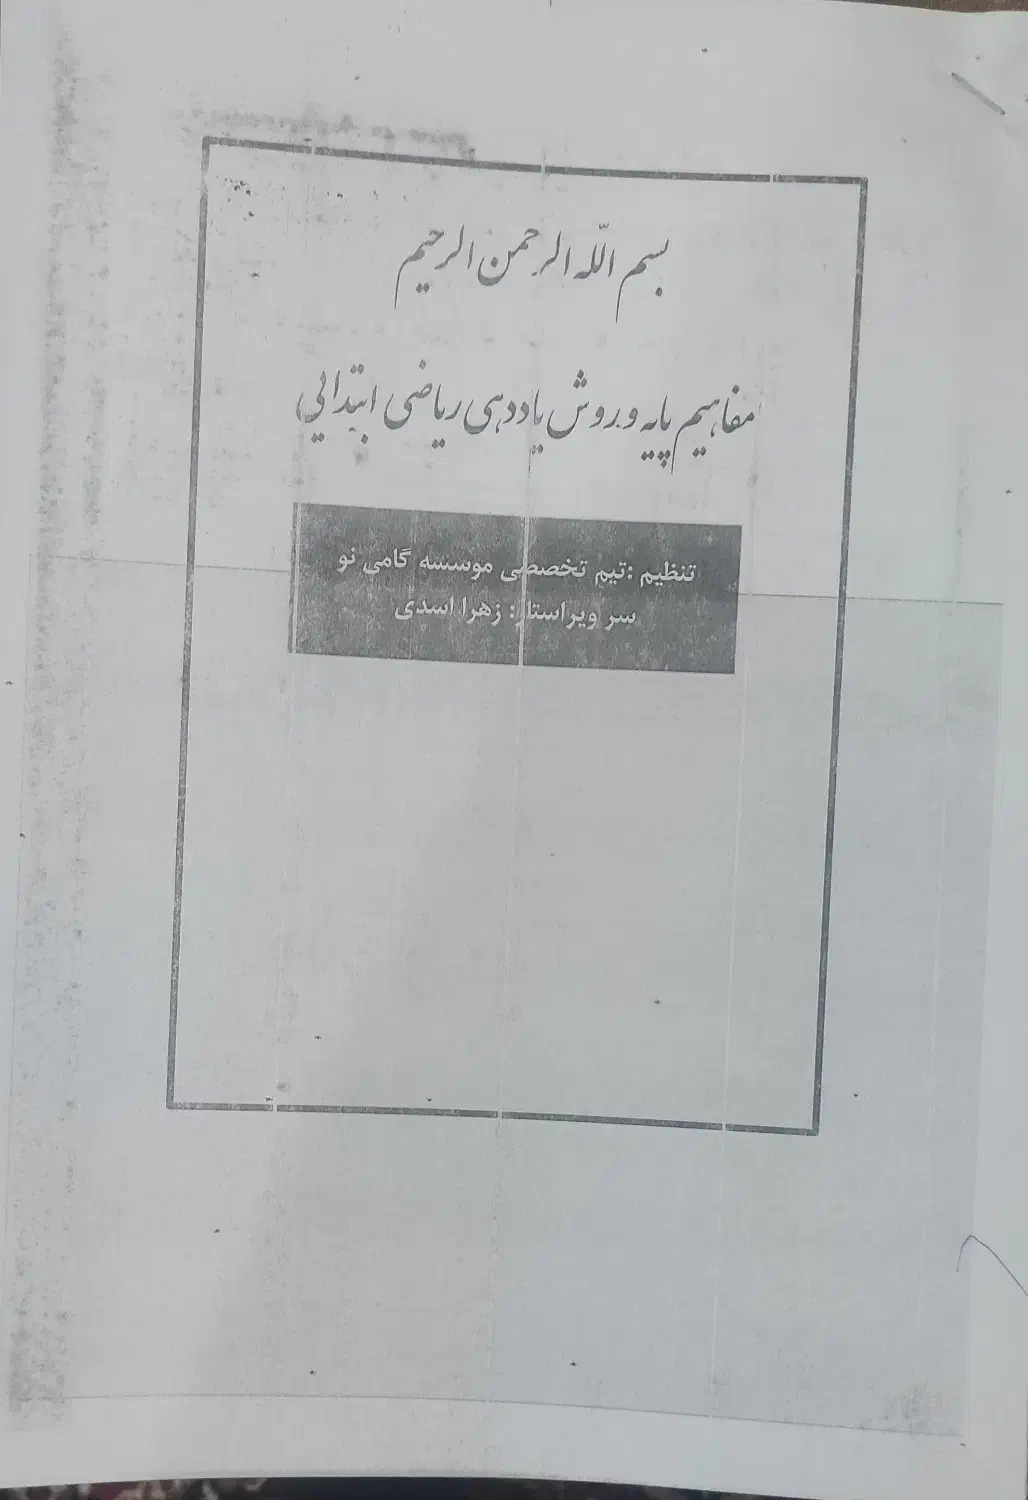 بسم اللّه الرحمن الرحیم
مفاهیم پایه و روش یاددهی ریاضی ابتدایی
تنظیم :تیم تخصصی موسسه گامی نو
سر ویراستار: زهرا اسدی